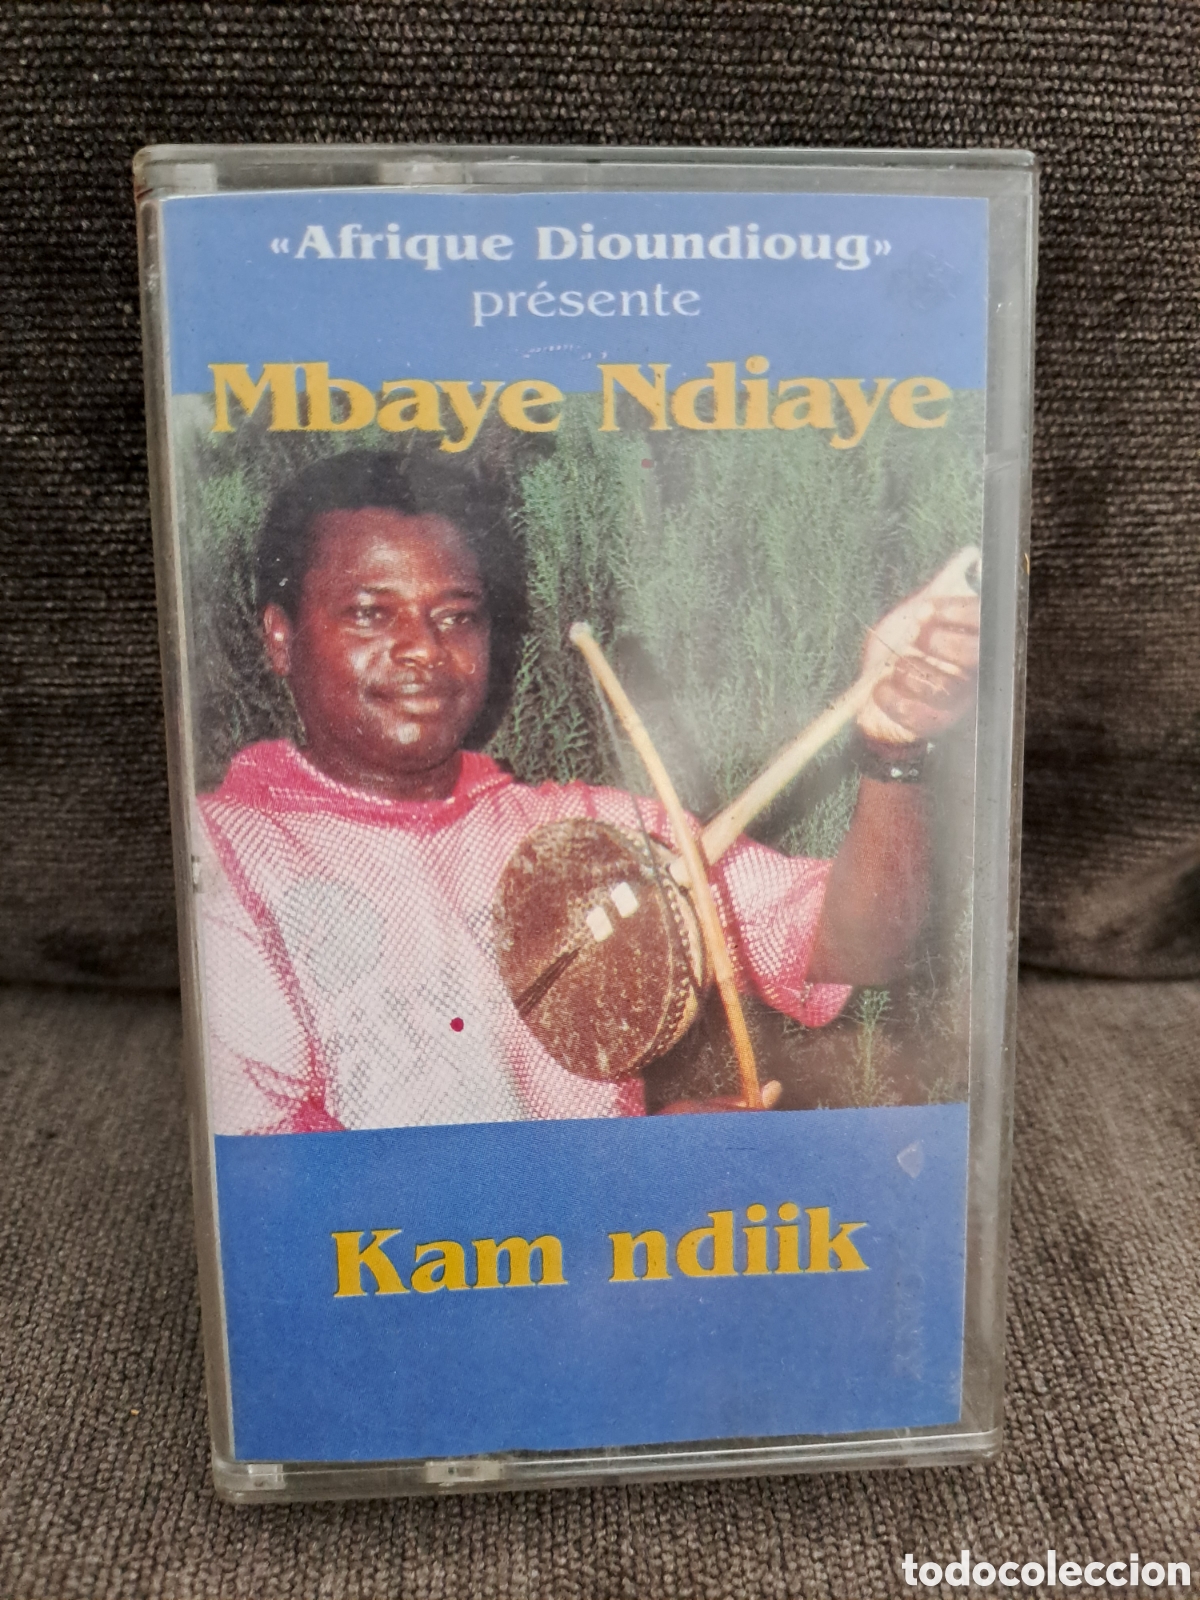 «Afrique Dioundioug»
présente
Mbaye Ndiaye
Kam ndiik
todocoleccion